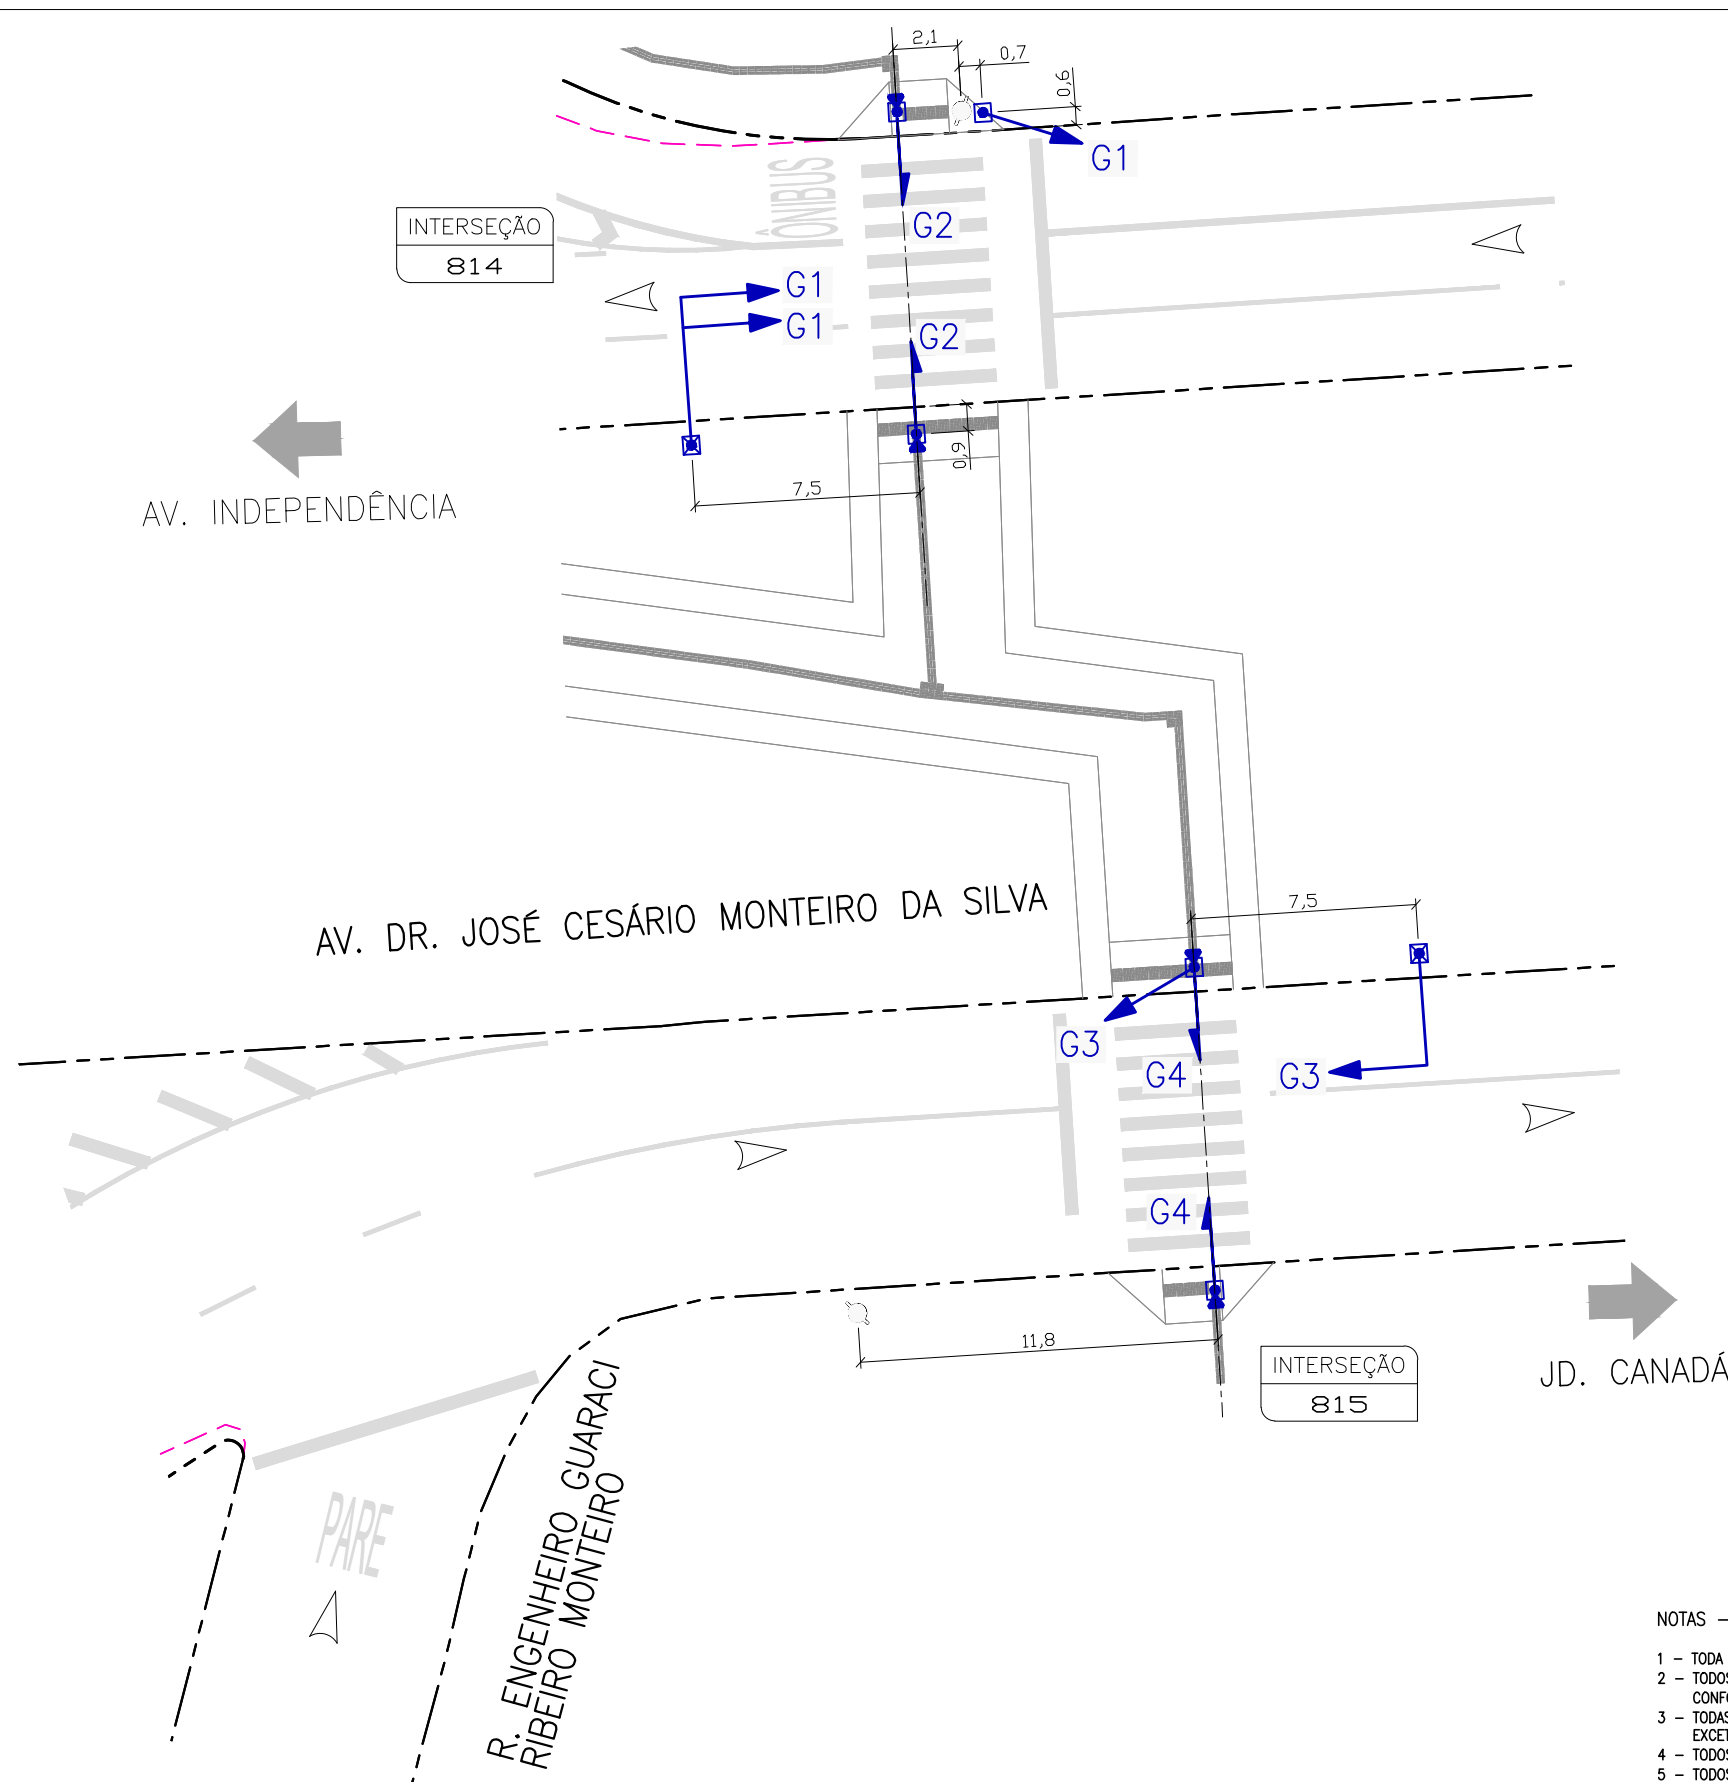 2,1
0,7
0,6
G1
ÔNIBUS
G2
INTERSEÇÃO
814
G1
G1
G2
0,9
7,5
AV. INDEPENDÊNCIA
AV. DR. JOSÉ CESÁRIO MONTEIRO DA SILVA
7,5
G3
G4
G3
G4
11,8
INTERSEÇÃO
815
JD. CANADÁ
R. ENGENHEIRO GUARACI
RIBEIRO MONTEIRO
PARE
NOTAS –
1 – TODA
2 – TODOS
CONFO
3 – TODAS
EXCET
4 – TODOS
5 – TODOS